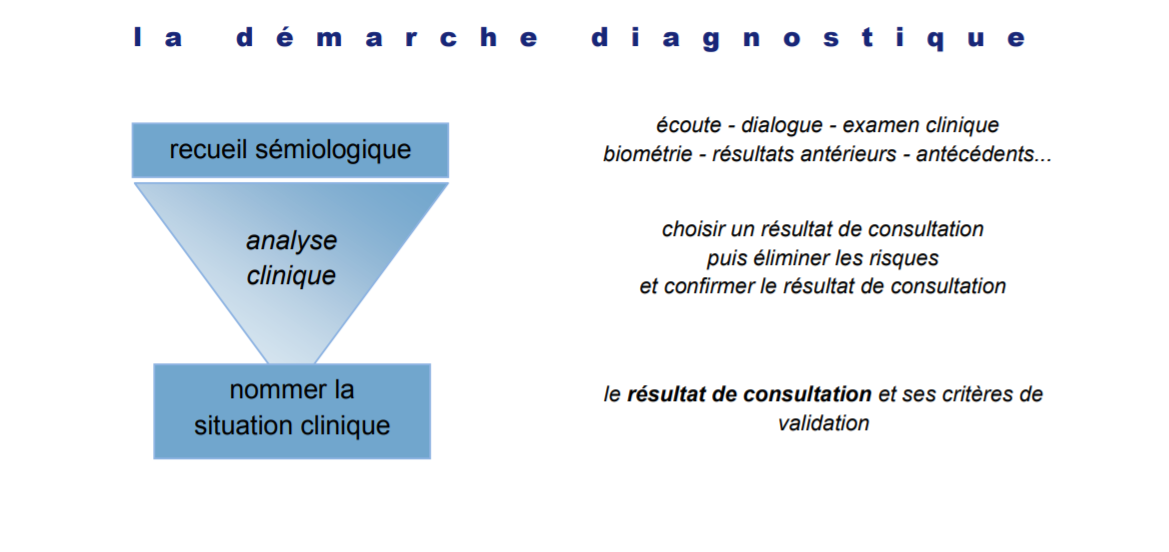 la démarche diagnostique
recueil sémiologique
écoute - dialogue - examen clinique
biométrie - résultats antérieurs - antécédents...
analyse
clinique
choisir un résultat de consultation
puis éliminer les risques
et confirmer le résultat de consultation
nommer la
situation clinique
le résultat de consultation et ses critères de
validation